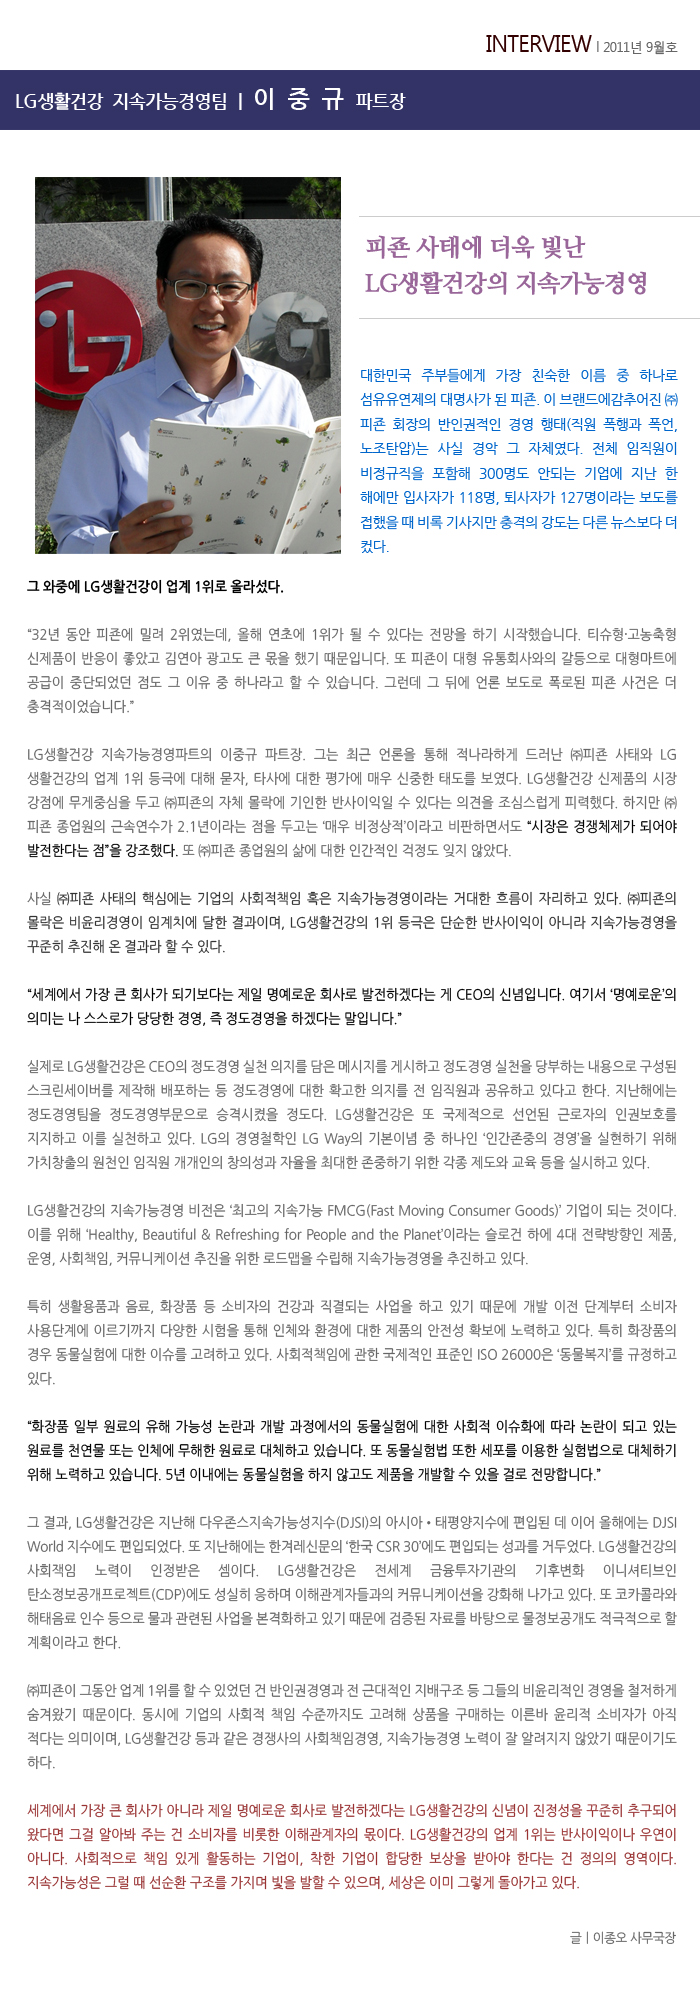 INTERVIEW | 2011년 9월호
LG생활건강 지속가능경영팀 | 이 중 규 파트장
LG
피죤 사태에 더욱 빛난
LG생활건강의 지속가능경영
대한민국 주부들에게 가장 친숙한 이름 중 하나로
섬유유연제의 대명사가 된 피죤. 이 브랜드에감추어진 ㈜
피죤 회장의 반인권적인 경영 행태(직원 폭행과 폭언,
노조탄압)는 사실 경악 그 자체였다. 전체 임직원이
비정규직을 포함해 300명도 안되는 기업에 지난 한
해에만 입사자가 118명, 퇴사자가 127명이라는 보도를
접했을 때 비록 기사지만 충격의 강도는 다른 뉴스보다 더
컸다.
그 와중에 LG생활건강이 업계 1위로 올라섰다.
“32년 동안 피죤에 밀려 2위였는데, 올해 연초에 1위가 될 수 있다는 전망을 하기 시작했습니다. 티슈형·고농축형
신제품이 반응이 좋았고 김연아 광고도 큰 몫을 했기 때문입니다. 또 피죤이 대형 유통회사와의 갈등으로 대형마트에
공급이 중단되었던 점도 그 이유 중 하나라고 할 수 있습니다. 그런데 그 뒤에 언론 보도로 폭로된 피죤 사건은 더
충격적이었습니다.”
LG생활건강 지속가능경영파트의 이중규 파트장. 그는 최근 언론을 통해 적나라하게 드러난 ㈜피죤 사태와 LG
생활건강의 업계 1위 등극에 대해 묻자, 타사에 대한 평가에 매우 신중한 태도를 보였다. LG생활건강 신제품의 시장
강점에 무게중심을 두고 ㈜피죤의 자체 몰락에 기인한 반사이익일 수 있다는 의견을 조심스럽게 피력했다. 하지만 ㈜
피죤 종업원의 근속연수가 2.1년이라는 점을 두고는 ‘매우 비정상적’이라고 비판하면서도 “시장은 경쟁체제가 되어야
발전한다는 점”을 강조했다. 또 ㈜피죤 종업원의 삶에 대한 인간적인 걱정도 잊지 않았다.
사실 ㈜피죤 사태의 핵심에는 기업의 사회적책임 혹은 지속가능경영이라는 거대한 흐름이 자리하고 있다. ㈜피죤의
몰락은 비윤리경영이 임계치에 달한 결과이며, LG생활건강의 1위 등극은 단순한 반사이익이 아니라 지속가능경영을
꾸준히 추진해 온 결과라 할 수 있다.
“세계에서 가장 큰 회사가 되기보다는 제일 명예로운 회사로 발전하겠다는 게 CEO의 신념입니다. 여기서 ‘명예로운’의
의미는 나 스스로가 당당한 경영, 즉 정도경영을 하겠다는 말입니다.”
실제로 LG생활건강은 CEO의 정도경영 실천 의지를 담은 메시지를 게시하고 정도경영 실천을 당부하는 내용으로 구성된
스크린세이버를 제작해 배포하는 등 정도경영에 대한 확고한 의지를 전 임직원과 공유하고 있다고 한다. 지난해에는
정도경영팀을 정도경영부문으로 승격시켰을 정도다. LG생활건강은 또 국제적으로 선언된 근로자의 인권보호를
지지하고 이를 실천하고 있다. LG의 경영철학인 LG Way의 기본이념 중 하나인 ‘인간존중의 경영’을 실현하기 위해
가치창출의 원천인 임직원 개개인의 창의성과 자율을 최대한 존중하기 위한 각종 제도와 교육 등을 실시하고 있다.
LG생활건강의 지속가능경영 비전은 ‘최고의 지속가능 FMCG(Fast Moving Consumer Goods)’ 기업이 되는 것이다.
이를 위해 ‘Healthy, Beautiful & Refreshing for People and the Planet’이라는 슬로건 하에 4대 전략방향인 제품,
운영, 사회책임, 커뮤니케이션 추진을 위한 로드맵을 수립해 지속가능경영을 추진하고 있다.
특히 생활용품과 음료, 화장품 등 소비자의 건강과 직결되는 사업을 하고 있기 때문에 개발 이전 단계부터 소비자
사용단계에 이르기까지 다양한 시험을 통해 인체와 환경에 대한 제품의 안전성 확보에 노력하고 있다. 특히 화장품의
경우 동물실험에 대한 이슈를 고려하고 있다. 사회적책임에 관한 국제적인 표준인 ISO 26000은 ‘동물복지’를 규정하고
있다.
“화장품 일부 원료의 유해 가능성 논란과 개발 과정에서의 동물실험에 대한 사회적 이슈화에 따라 논란이 되고 있는
원료를 천연물 또는 인체에 무해한 원료로 대체하고 있습니다. 또 동물실험법 또한 세포를 이용한 실험법으로 대체하기
위해 노력하고 있습니다. 5년 이내에는 동물실험을 하지 않고도 제품을 개발할 수 있을 걸로 전망합니다.”
그 결과, LG생활건강은 지난해 다우존스지속가능성지수(DJSI)의 아시아•태평양지수에 편입된 데 이어 올해에는 DJSI
World 지수에도 편입되었다. 또 지난해에는 한겨레신문의 ‘한국 CSR 30’에도 편입되는 성과를 거두었다. LG생활건강의
사회책임 노력이 인정받은 셈이다. LG생활건강은 전세계 금융투자기관의 기후변화 이니셔티브인
탄소정보공개프로젝트(CDP)에도 성실히 응하며 이해관계자들과의 커뮤니케이션을 강화해 나가고 있다. 또 코카콜라와
해태음료 인수 등으로 물과 관련된 사업을 본격화하고 있기 때문에 검증된 자료를 바탕으로 물정보공개도 적극적으로 할
계획이라고 한다.
㈜피죤이 그동안 업계 1위를 할 수 있었던 건 반인권경영과 전 근대적인 지배구조 등 그들의 비윤리적인 경영을 철저하게
숨겨왔기 때문이다. 동시에 기업의 사회적 책임 수준까지도 고려해 상품을 구매하는 이른바 윤리적 소비자가 아직
적다는 의미이며, LG생활건강 등과 같은 경쟁사의 사회책임경영, 지속가능경영 노력이 잘 알려지지 않았기 때문이기도
하다.
세계에서 가장 큰 회사가 아니라 제일 명예로운 회사로 발전하겠다는 LG생활건강의 신념이 진정성을 꾸준히 추구되어
왔다면 그걸 알아봐 주는 건 소비자를 비롯한 이해관계자의 몫이다. LG생활건강의 업계 1위는 반사이익이나 우연이
아니다. 사회적으로 책임 있게 활동하는 기업이, 착한 기업이 합당한 보상을 받아야 한다는 건 정의의 영역이다.
지속가능성은 그럴 때 선순환 구조를 가지며 빛을 발할 수 있으며, 세상은 이미 그렇게 돌아가고 있다.
글 | 이종오 사무국장